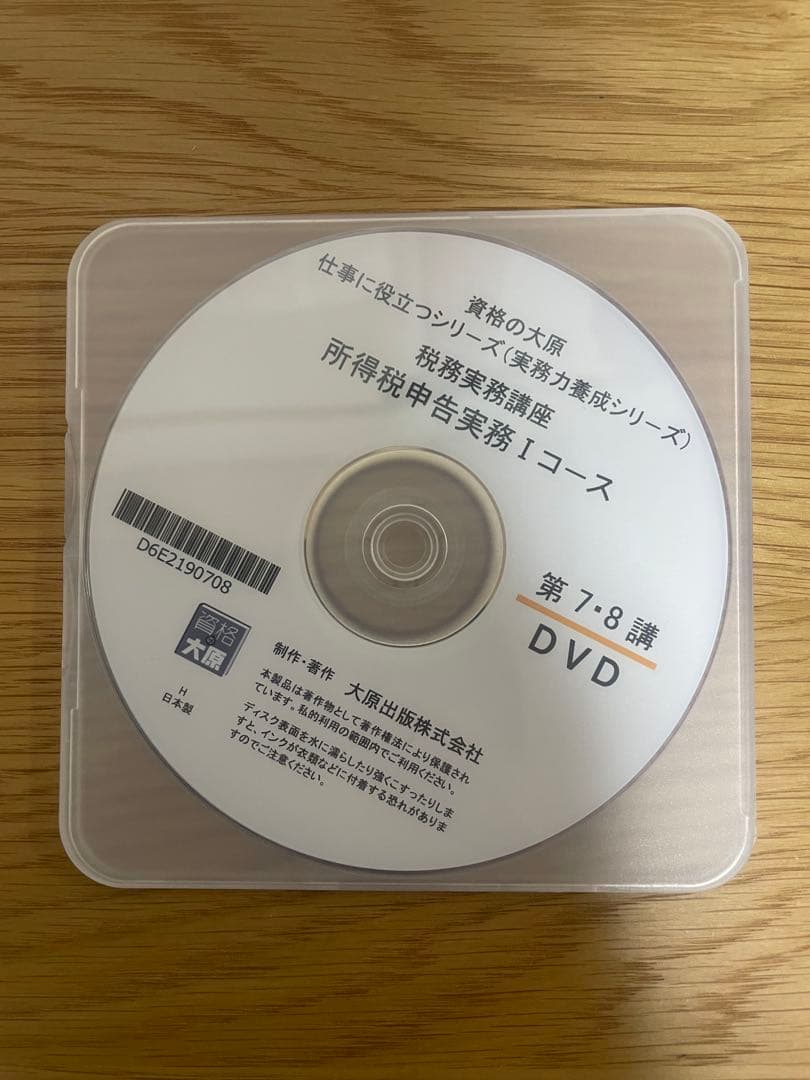 資格の大原
仕事に役立つシリーズ(実務力養成シリーズ)
税務実務講座
所得税申告実務Ⅰコース
D6E2190708
第7・8講
DVD
資格
の
大原
H
日本製
制作・著作 大原出版株式会社
本製品は著作物として著作権法により保護され
ています。私的利用の範囲内でご利用ください。
ディスク表面を水に濡らしたり強くこすったりしま
すと、インクが衣類などに付着する恐れがありま
すのでご注意ください。